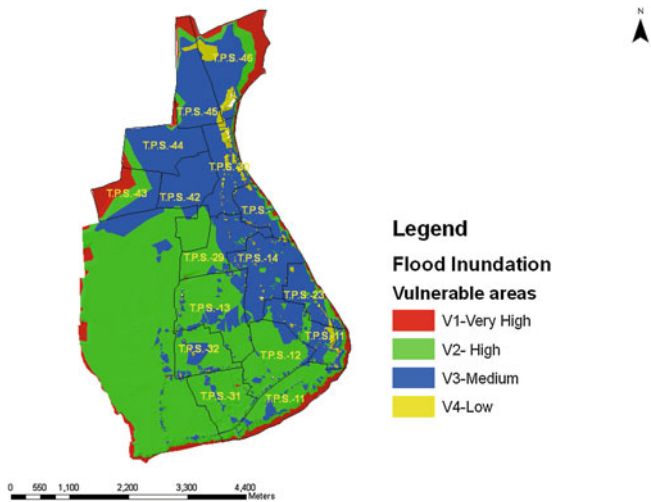 N
T.P.S.-46
T.P.S.-45
T.P.S.-44
T.P.S.-43
T.P.S.-42
T.P.S.
T.P.S.-29
T.P.S.-14
T.P.S.-23
T.P.S.-13
T.P.S.-11
T.P.S.-32
T.P.S.-12
T.P.S.-31
T.P.S.-11
Legend
Flood Inundation
Vulnerable areas
V1-Very High
V2- High
V3-Medium
V4-Low
0 550 1,100 2,200 3,300 4,400
Meters